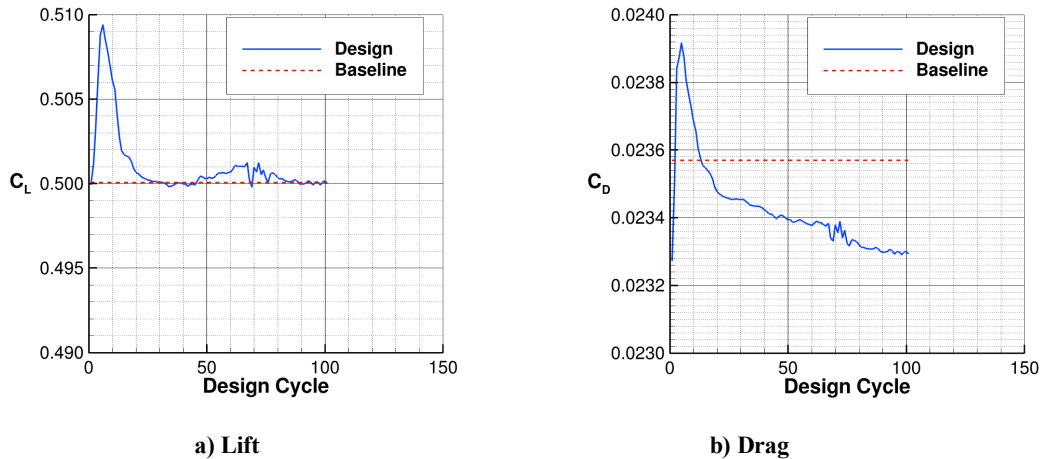 0.510
0.505
0.500
0.495
0.490
C_L
0 50 100 150
Design Cycle
Design
Baseline
a) Lift
0.0240
0.0238
0.0236
0.0234
0.0232
0.0230
C_D
0 50 100 150
Design Cycle
Design
Baseline
b) Drag